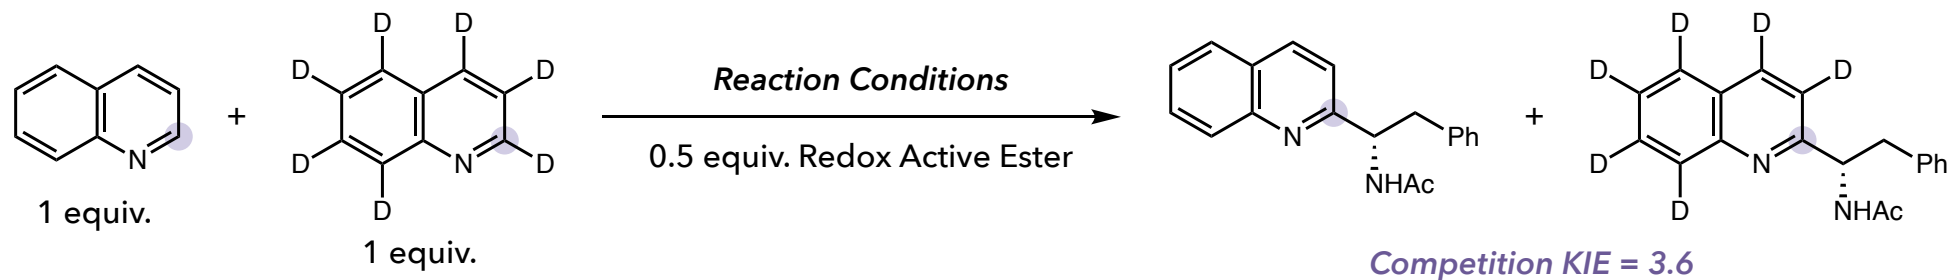 N
1 equiv.
+
D
D
D
D
D
D
D
N
1 equiv.
Reaction Conditions
0.5 equiv. Redox Active Ester
N
Ph
NHAc
+
D
D
D
D
D
D
N
Ph
NHAc
Competition KIE = 3.6